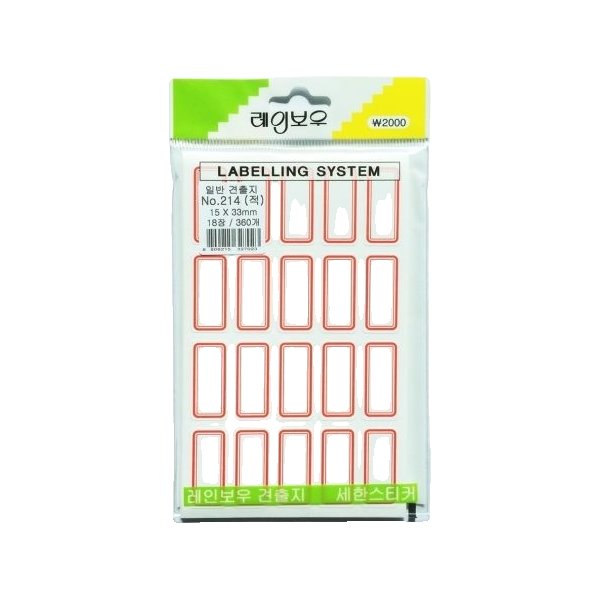 레인보우
₩2000
LABELLING SYSTEM
일반 견출지
No.214 (적)
15 X 33mm
18장 / 360개
레인보우 견출지 세한스티커